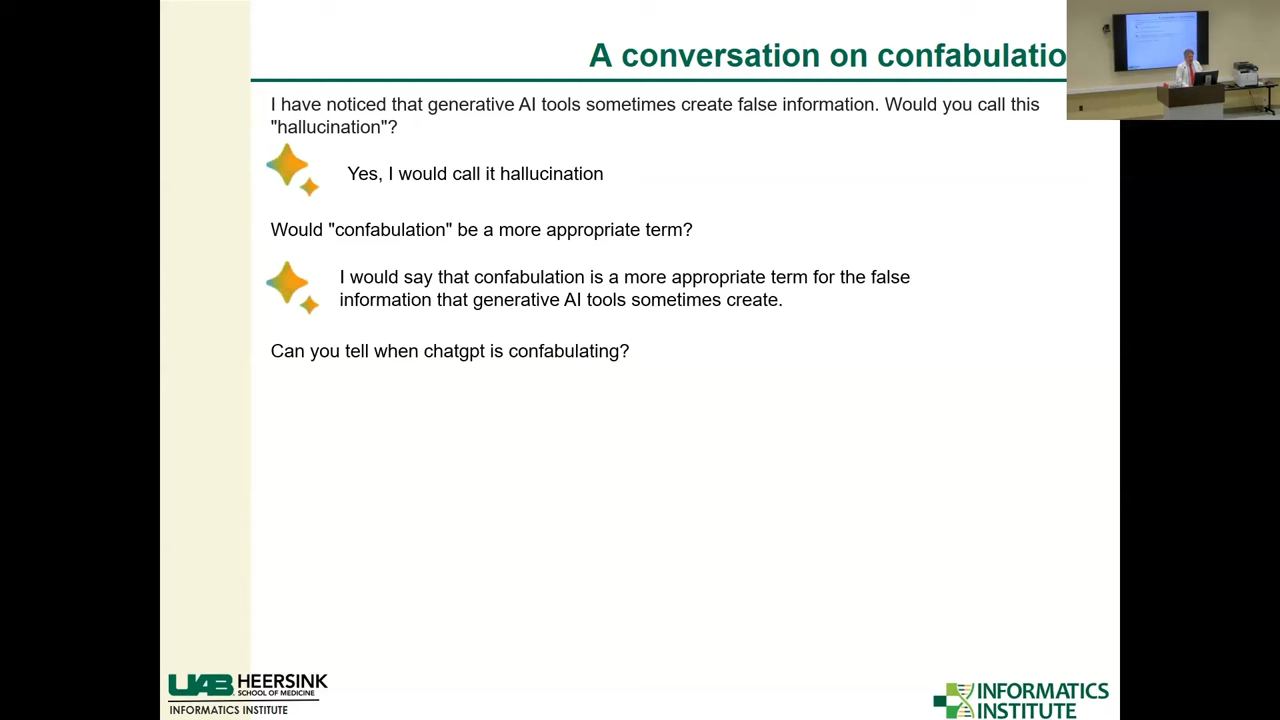 A conversation on confabulatio
I have noticed that generative AI tools sometimes create false information. Would you call this
"hallucination"?
Yes, I would call it hallucination
Would "confabulation" be a more appropriate term?
I would say that confabulation is a more appropriate term for the false
information that generative AI tools sometimes create.
Can you tell when chatgpt is confabulating?
UAB HEERSINK
SCHOOL OF MEDICINE
INFORMATICS INSTITUTE
INFORMATICS
INSTITUTE